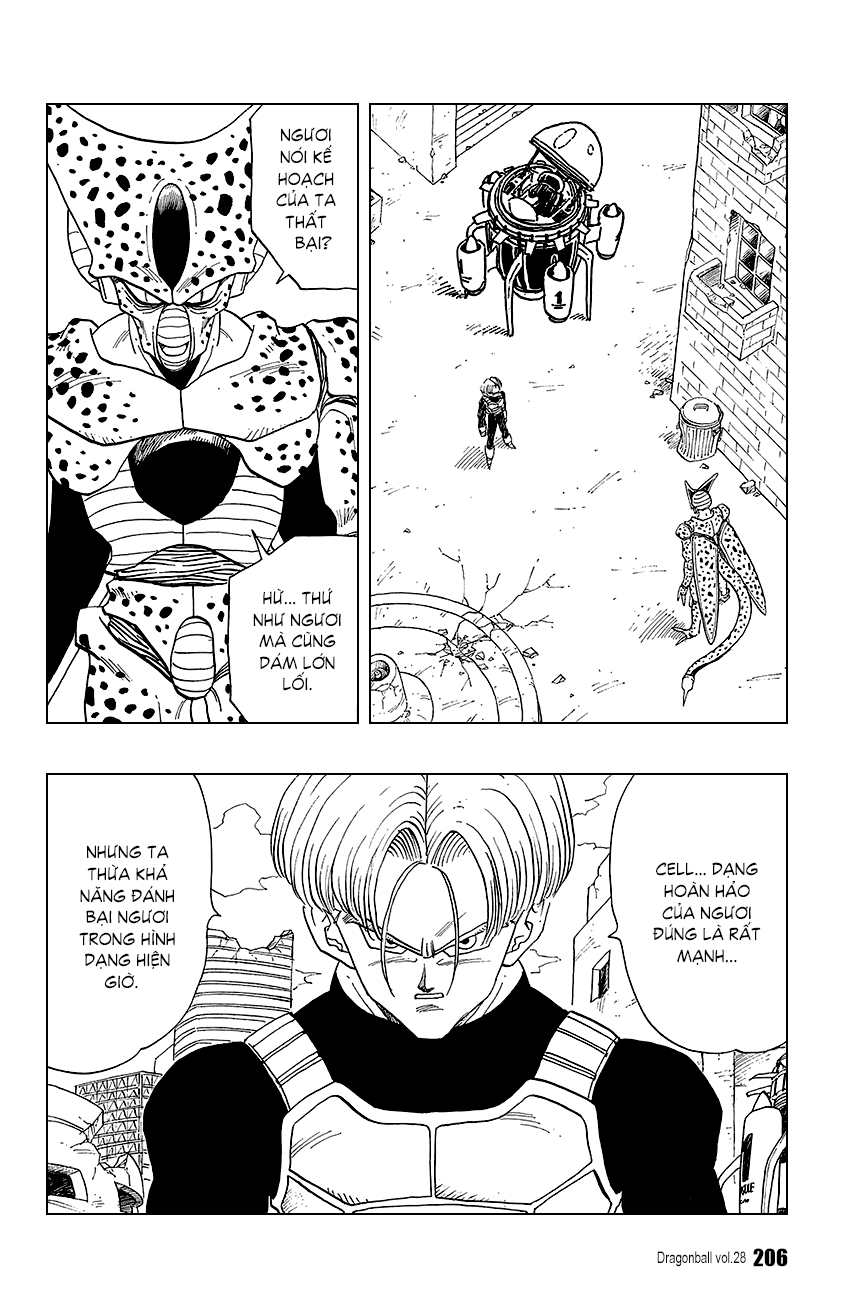 NGƯƠI
NÓI KẾ
HOẠCH
CỦA TA
THẤT
BẠI?
HỪ... THỨ
NHƯ NGƯƠI
MÀ CŨNG
DÁM LỚN
LỐI.
1
CELL... DẠNG
HOÀN HẢO
CỦA NGƯƠI
ĐÚNG LÀ RẤT
MẠNH...
NHƯNG TA
THỪA KHẢ
NĂNG ĐÁNH
BẠI NGƯƠI
TRONG HÌNH
DẠNG HIỆN
GIỜ.
Dragonball vol.28 206